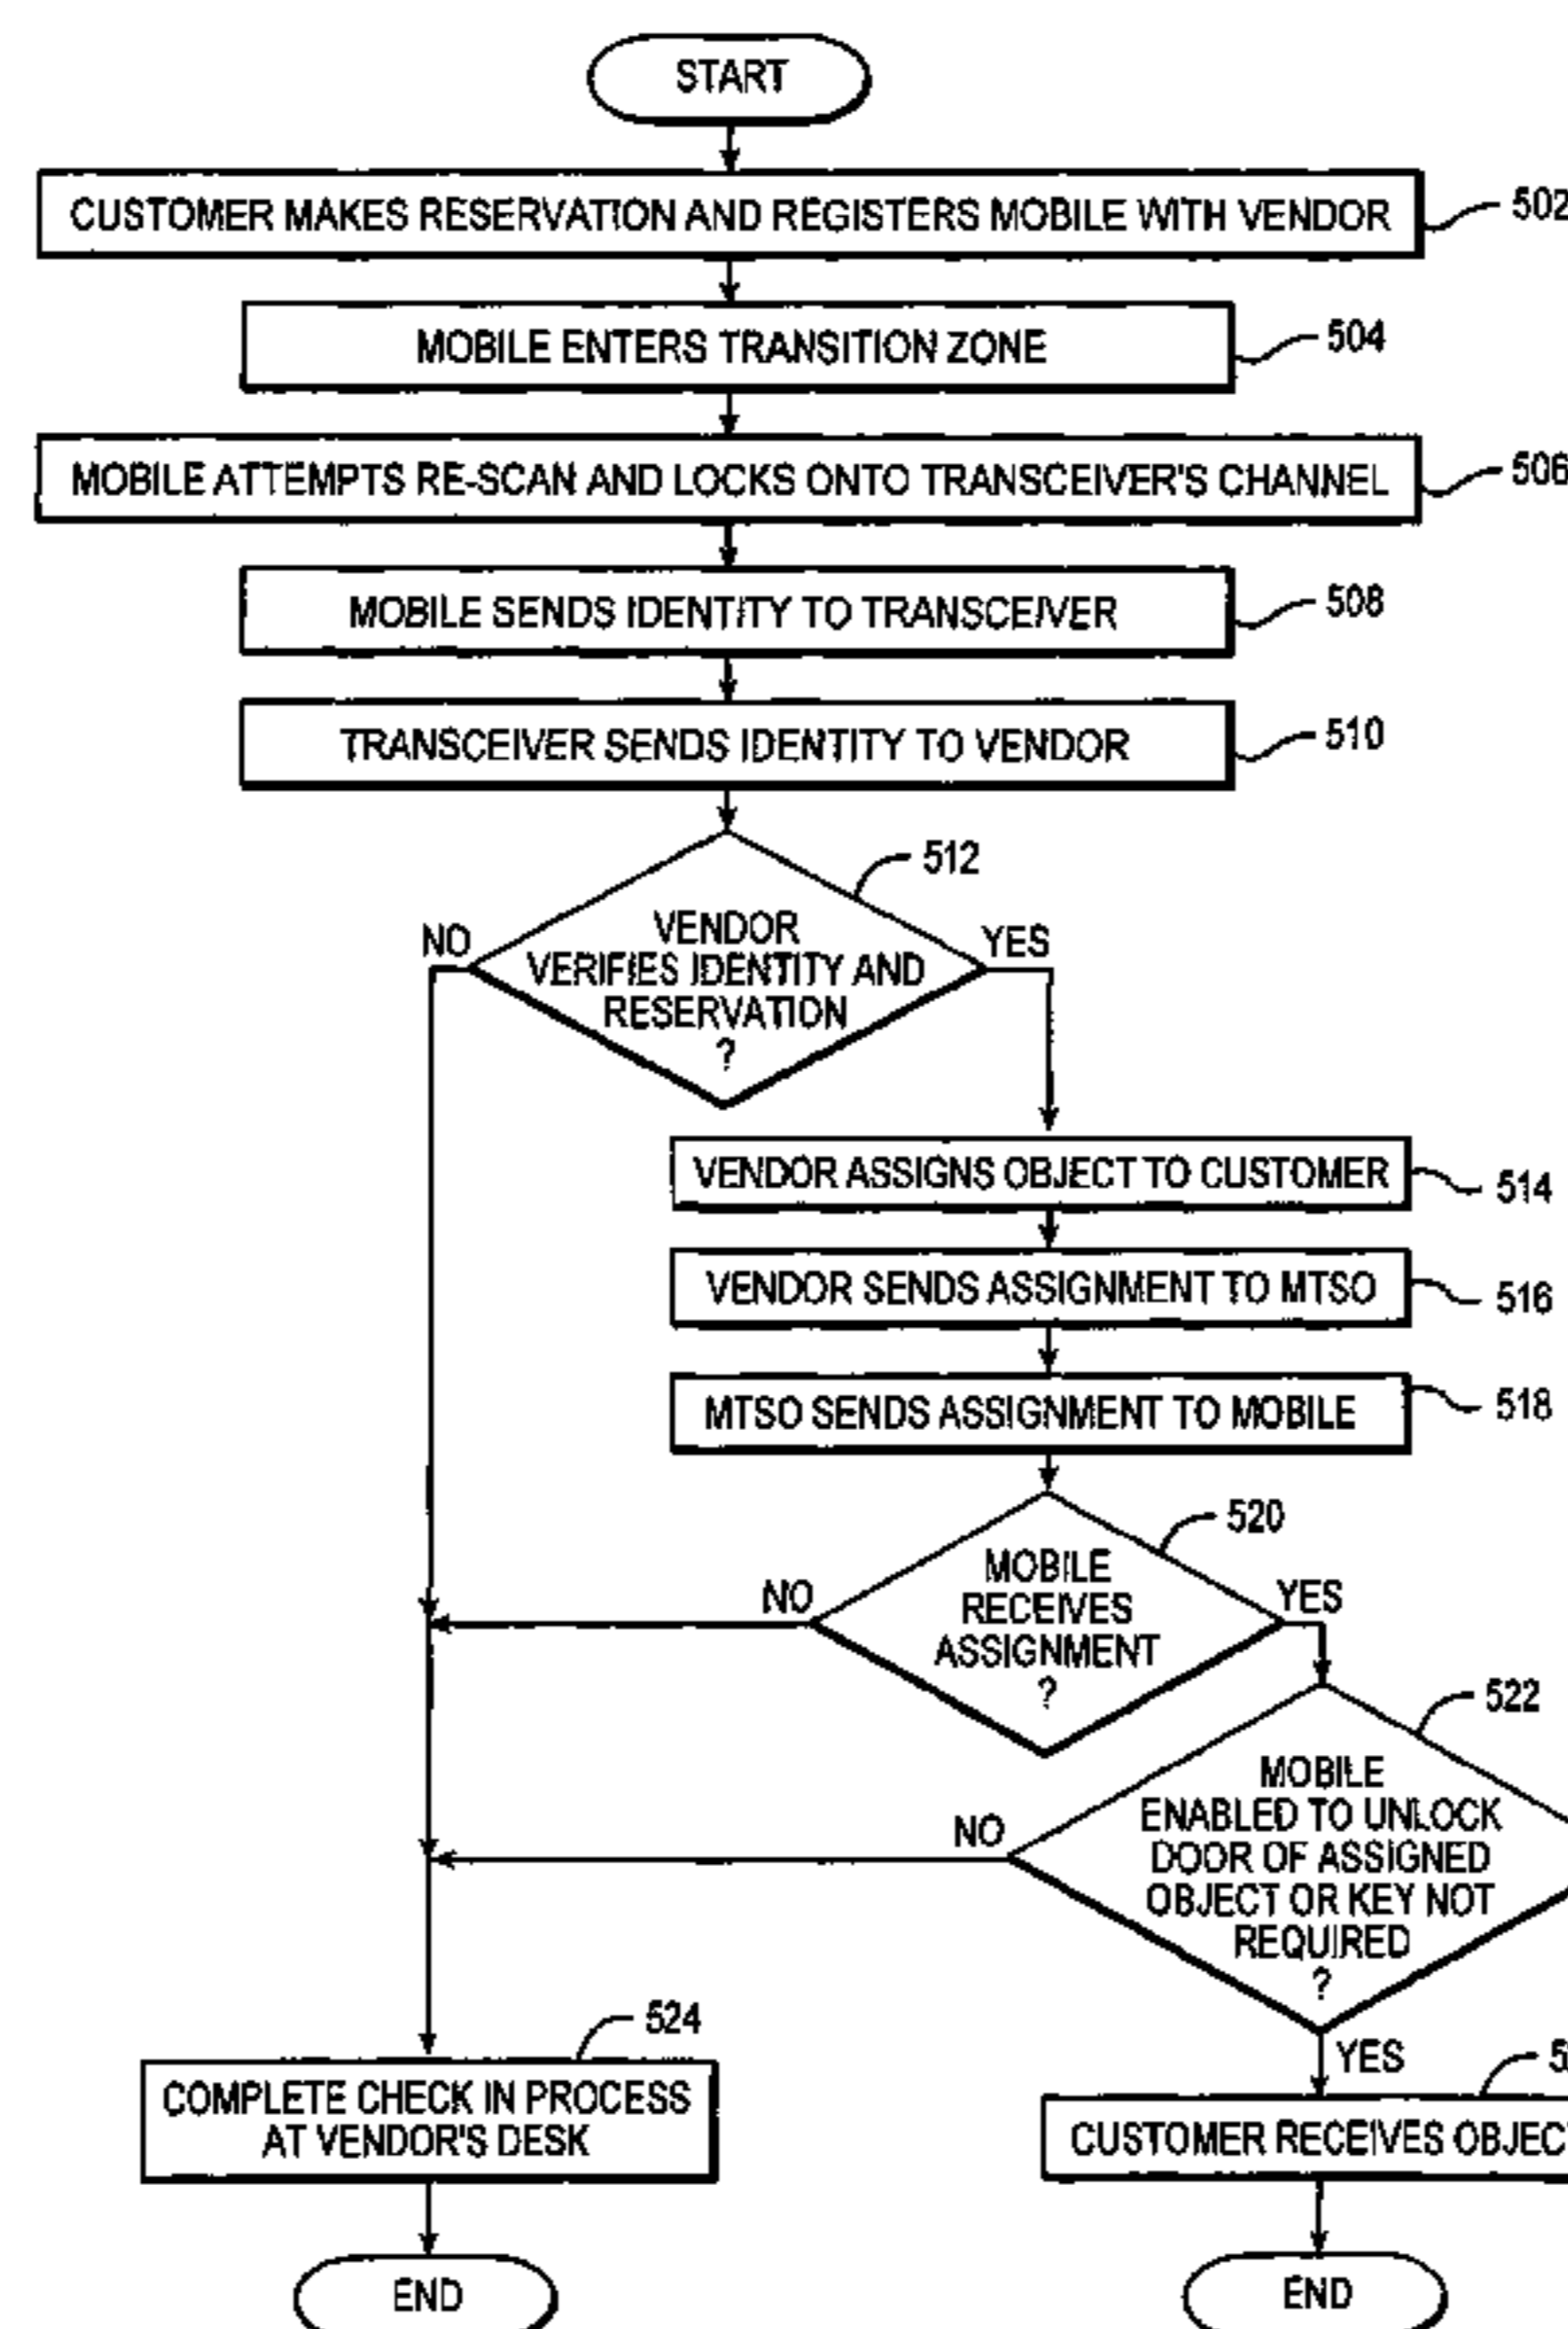 START
CUSTOMER MAKES RESERVATION AND REGISTERS MOBILE WITH VENDOR
502
MOBILE ENTERS TRANSITION ZONE
504
MOBILE ATTEMPTS RE-SCAN AND LOCKS ONTO TRANSCEIVER'S CHANNEL
506
MOBILE SENDS IDENTITY TO TRANSCEIVER
508
TRANSCEIVER SENDS IDENTITY TO VENDOR
510
512
NO
VENDOR
VERIFIES IDENTITY AND
RESERVATION
?
YES
VENDOR ASSIGNS OBJECT TO CUSTOMER
514
VENDOR SENDS ASSIGNMENT TO MTSO
516
MTSO SENDS ASSIGNMENT TO MOBILE
518
520
NO
MOBILE
RECEIVES
ASSIGNMENT
?
YES
522
NO
MOBILE
ENABLED TO UNLOCK
DOOR OF ASSIGNED
OBJECT OR KEY NOT
REQUIRED
?
YES
524
COMPLETE CHECK IN PROCESS
AT VENDOR'S DESK
CUSTOMER RECEIVES
END
END